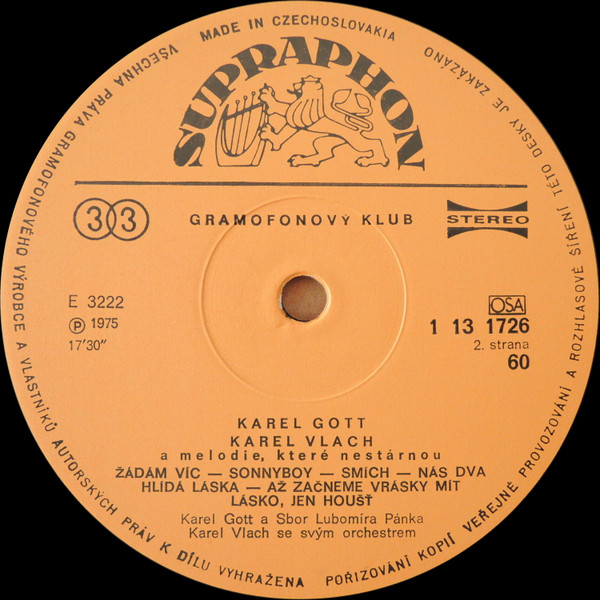 MADE IN CZECHOSLOVAKIA
VŠECHNA PRÁVA GRAMOFONOVÉHO VÝROBCE A VLASTNÍKŮ AUTORSKÝCH PRÁV K DÍLU VYHRAŽENA POŘIZOVÁNÍ KOPIÍ VEŘEJNÉ PROVOZOVÁNÍ A ROZHLASOVÉ ŠÍŘENÍ TÉTO DESKY JE ZAKÁZÁNO
SUPRAPHON
33
GRAMOFONOVÝ KLUB
STEREO
E 3222
Ⓟ 1975
17'30"
OSA
1 13 1726
2. strana
60
KAREL GOTT
KAREL VLACH
a melodie, které nestárnou
ŽÁDÁM VÍC — SONNYBOY — SMÍCH — NÁS DVA
HLÍDÁ LÁSKA — AŽ ZAČNEME VRÁSKY MÍT
LÁSKO, JEN HOUŠŤ
Karel Gott a Sbor Lubomíra Pánka
Karel Vlach se svým orchestrem